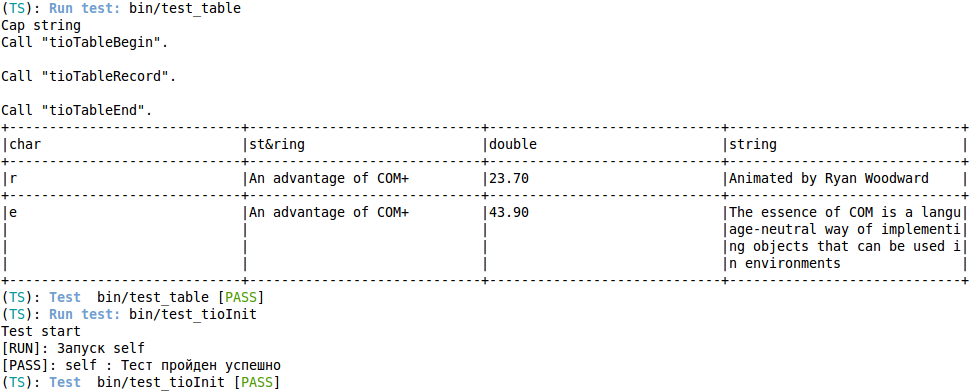 (TS): Run test: bin/test_table
Cap string
Call "tioTableBegin".

Call "tioTableRecord".

Call "tioTableEnd".
+-----------------------------+-----------------------------+-----------------------------+-----------------------------+
|char                         |st&ring                      |double                       |string                       |
+-----------------------------+-----------------------------+-----------------------------+-----------------------------+
|r                            |An advantage of COM+         |23.70                        |Animated by Ryan Woodward    |
+-----------------------------+-----------------------------+-----------------------------+-----------------------------+
|e                            |An advantage of COM+         |43.90                        |The essence of COM is a langu|
|                             |                             |                             |age-neutral way of implementi|
|                             |                             |                             |ng objects that can be used i|
|                             |                             |                             |n environments               |
+-----------------------------+-----------------------------+-----------------------------+-----------------------------+
(TS): Test  bin/test_table [PASS]
(TS): Run test: bin/test_tioInit
Test start
[RUN]: Запуск self
[PASS]: self : Тест пройден успешно
(TS): Test  bin/test_tioInit [PASS]